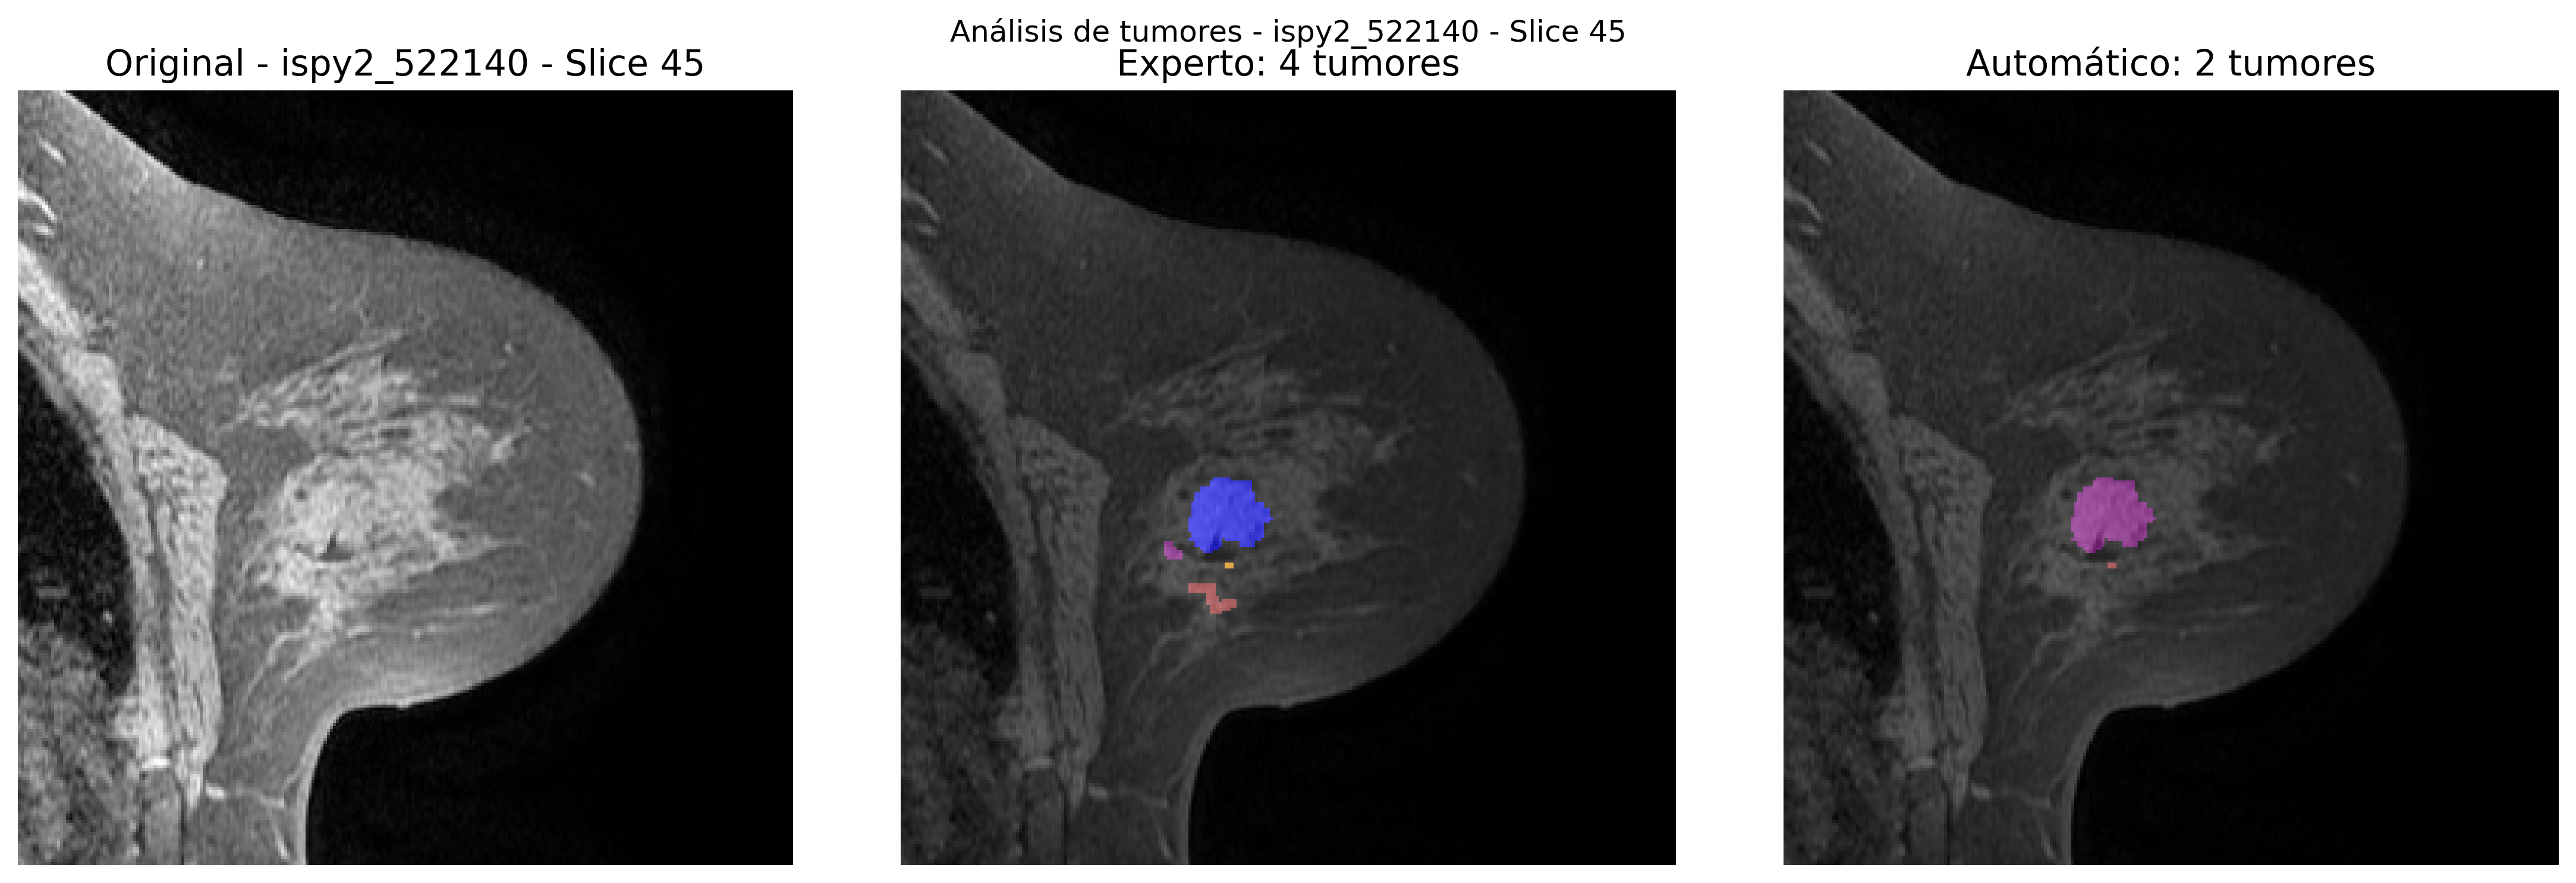 Análisis de tumores - ispy2_522140 - Slice 45
Original - ispy2_522140 - Slice 45
Experto: 4 tumores
Automático: 2 tumores